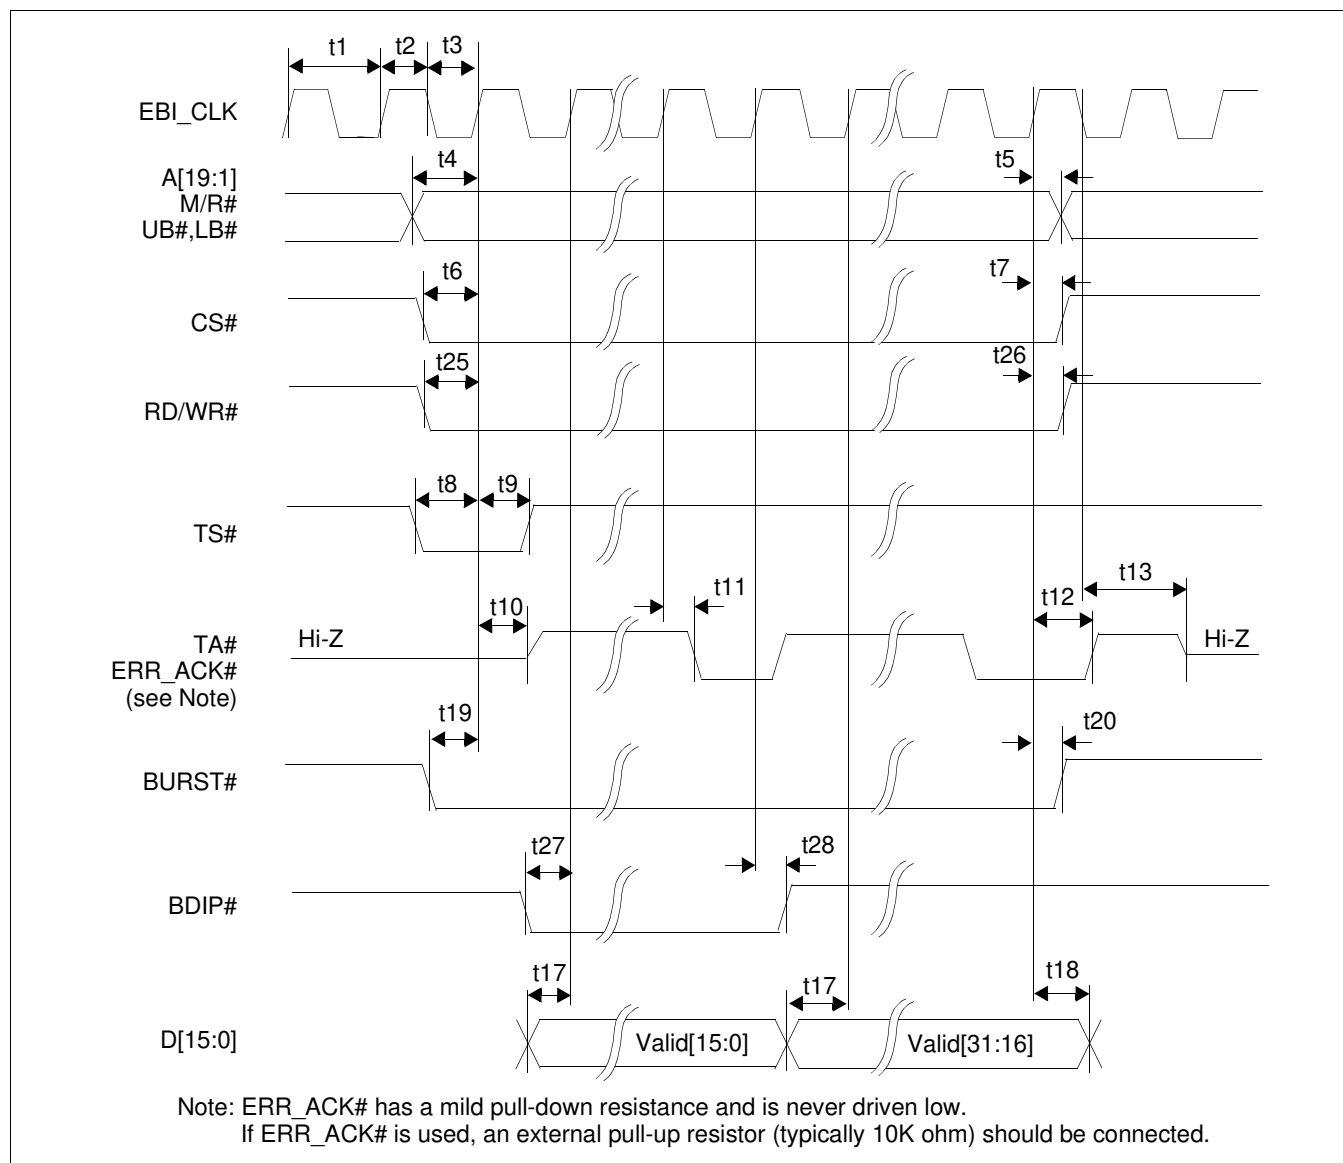 t1
t2
t3
EBI_CLK
t4
t5
A[19:1]
M/R#
UB#,LB#
t6
t7
CS#
t25
t26
RD/WR#
t8
t9
TS#
t10
t11
t12
t13
Hi-Z
Hi-Z
TA#
ERR_ACK#
(see Note)
t19
t20
BURST#
t27
t28
BDIP#
t17
t17
t18
D[15:0]
Valid[15:0]
Valid[31:16]
Note: ERR_ACK# has a mild pull-down resistance and is never driven low.
If ERR_ACK# is used, an external pull-up resistor (typically 10K ohm) should be connected.